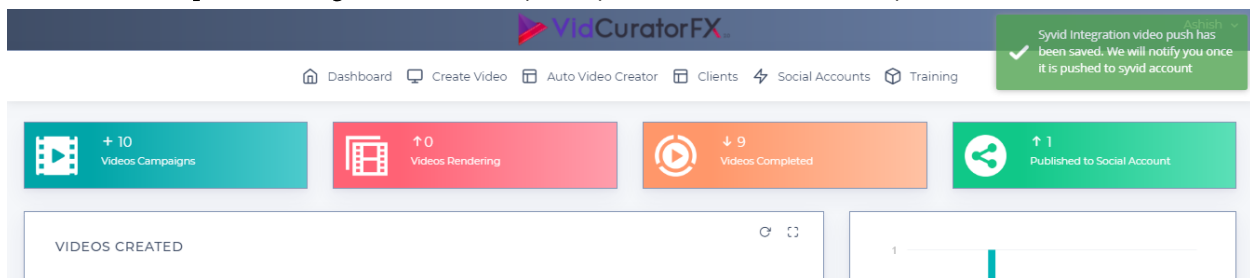 VidCuratorFX
Ashish
Syvid Integration video push has
been saved. We will notify you once
it is pushed to syvid account
Dashboard Create Video Auto Video Creator Clients Social Accounts Training
+ 10
Videos Campaigns
↑0
Videos Rendering
↓ 9
Videos Completed
↑ 1
Published to Social Account
VIDEOS CREATED
1